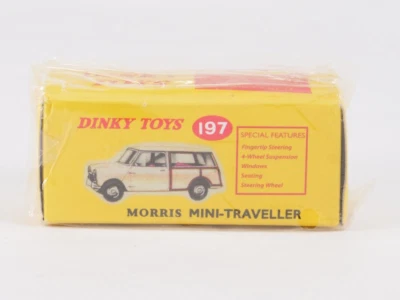 DINKY TOYS 197
SPECIAL FEATURES
Fingertip Steering
4-Wheel Suspension
Windows
Seating
Steering Wheel
MORRIS MINI-TRAVELLER